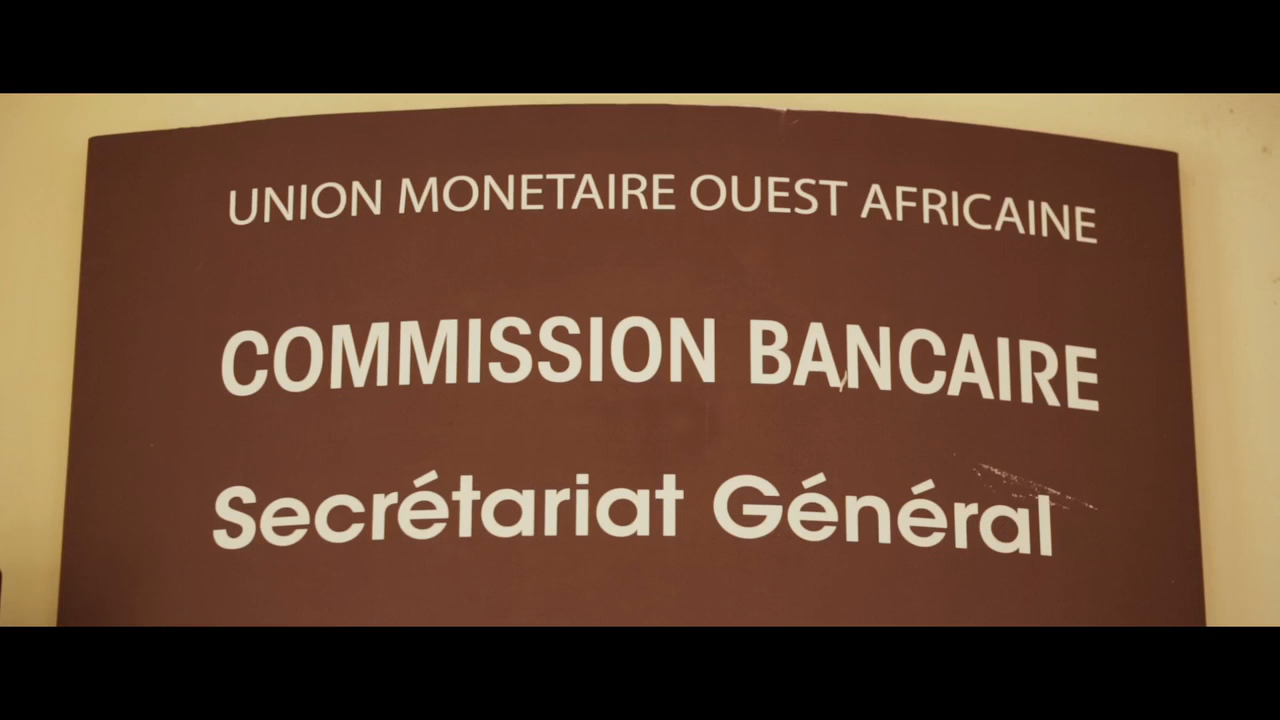 UNION MONETAIRE OUEST AFRICAINE
COMMISSION BANCAIRE
Secrétariat Général